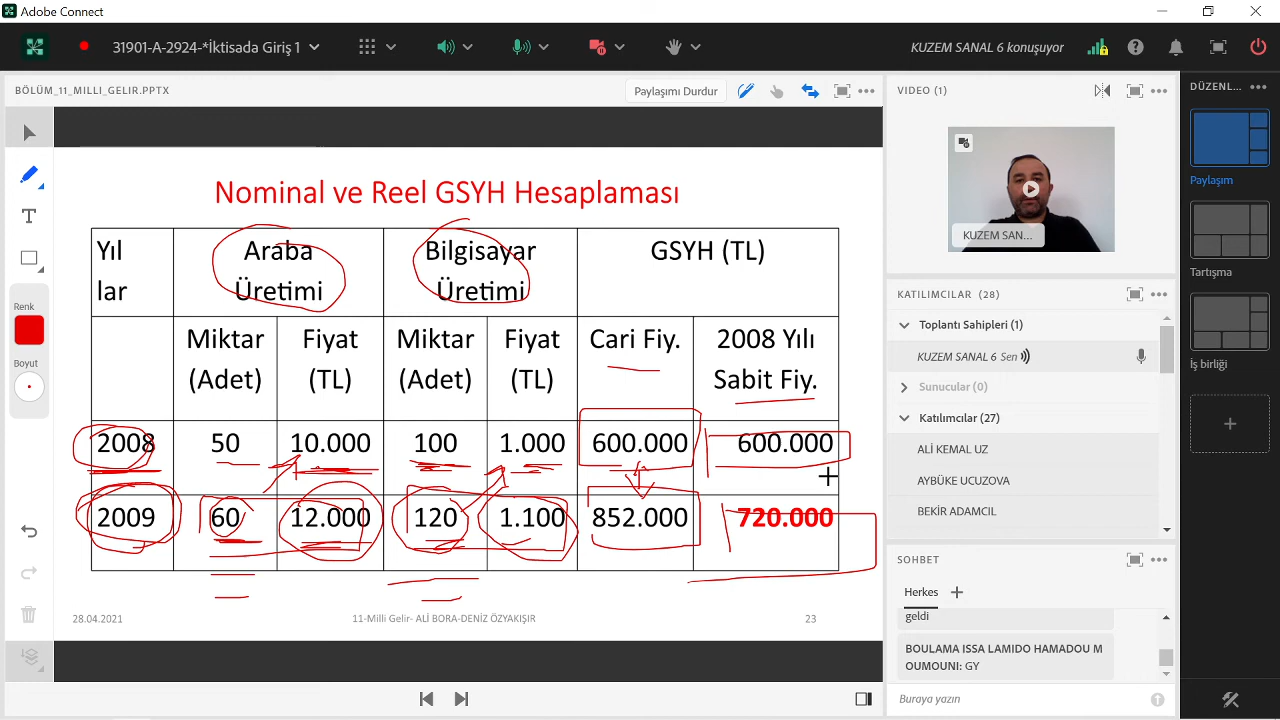 Adobe Connect
31901-A-2924-*İktisada Giriş 1
KUZEM SANAL 6 konuşuyor
BÖLÜM_11_MILLI_GELIR.PPTX
Paylaşımı Durdur
VIDEO (1)
DÜZENL...
Nominal ve Reel GSYH Hesaplaması
Yıl
lar
Araba
Üretimi
Bilgisayar
Üretimi
GSYH (TL)
Miktar
(Adet)
Fiyat
(TL)
Miktar
(Adet)
Fiyat
(TL)
Cari Fiy.
2008 Yılı
Sabit Fiy.
2008 50 10.000 100 1.000 600.000 600.000
2009 60 12.000 120 1.100 852.000 720.000
28.04.2021 11-Milli Gelir- ALİ BORA-DENİZ ÖZYAKIŞIR 23
Renk
Boyut
KUZEM SAN...
KATILIMCILAR (28)
Toplantı Sahipleri (1)
KUZEM SANAL 6 Sen
Sunucular (0)
Katılımcılar (27)
ALİ KEMAL UZ
AYBÜKE UCUZOVA
BEKİR ADAMCIL
SOHBET
Herkes
geldi
BOULAMA ISSA LAMIDO HAMADOU M
OUMOUNI: GY
Buraya yazın
Paylaşım
Tartışma
İş birliği